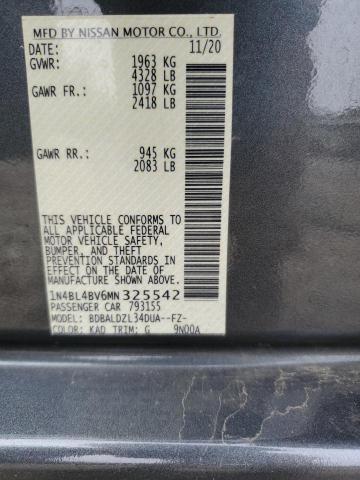 MFD BY NISSAN MOTOR CO., LTD.
DATE: 11/20
GVWR: 1963 KG
4328 LB
GAWR FR.: 1097 KG
2418 LB
GAWR RR.: 945 KG
2083 LB
THIS VEHICLE CONFORMS TO
ALL APPLICABLE FEDERAL
MOTOR VEHICLE SAFETY,
BUMPER, AND THEFT
PREVENTION STANDARDS
IN EFFECT ON THE DATE OF
MANUFACTURE SHOWN ABOVE.
1N4BL4BV6MN325542
PASSENGER CAR 793155
MODEL: BDBALDZL34DUA--FZ-
COLOR: KAD TRIM: G 9N00A